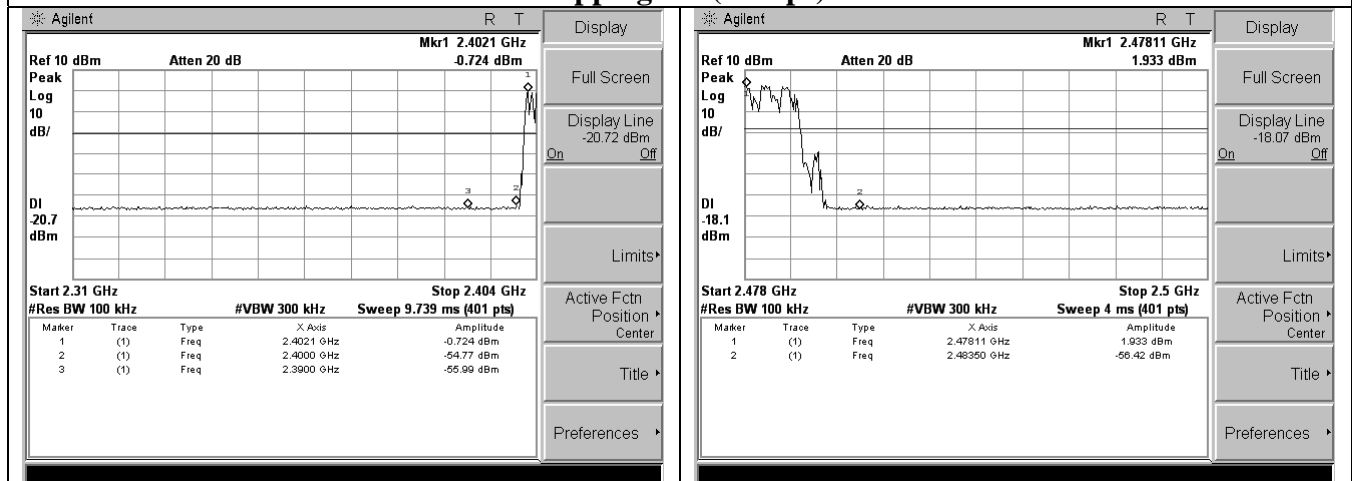 Agilent R T
Mkr1 2.4021 GHz
Ref 10 dBm Atten 20 dB -0.724 dBm
Peak
Log
10
dB/
1
3
2
DI
-20.7
dBm
Start 2.31 GHz Stop 2.404 GHz
#Res BW 100 kHz #VBW 300 kHz Sweep 9.739 ms (401 pts)
Marker Trace Type X Axis Amplitude
1 (1) Freq 2.4021 GHz -0.724 dBm
2 (1) Freq 2.4000 GHz -54.77 dBm
3 (1) Freq 2.3900 GHz -55.99 dBm
Display
Full Screen
Display Line
-20.72 dBm
On Off
Limits
Active Fctn
Position
Center
Title
Preferences
Agilent R T
Mkr1 2.47811 GHz
Ref 10 dBm Atten 20 dB 1.933 dBm
Peak
Log
10
dB/
1
2
DI
-18.1
dBm
Start 2.478 GHz Stop 2.5 GHz
#Res BW 100 kHz #VBW 300 kHz Sweep 4 ms (401 pts)
Marker Trace Type X Axis Amplitude
1 (1) Freq 2.47811 GHz 1.933 dBm
2 (1) Freq 2.48350 GHz -56.42 dBm
Display
Full Screen
Display Line
-18.07 dBm
On Off
Limits
Active Fctn
Position
Center
Title
Preferences